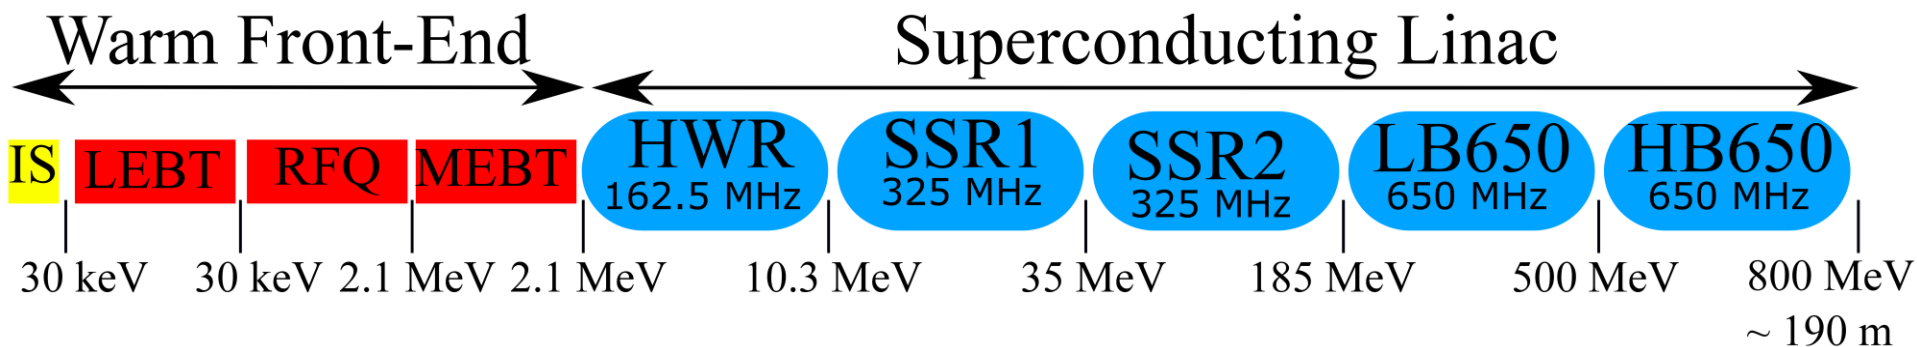 Warm Front-End Superconducting Linac
IS LEBT RFQ MEBT HWR SSR1 SSR2 LB650 HB650
162.5 MHz 325 MHz 325 MHz 650 MHz 650 MHz
30 keV 30 keV 2.1 MeV 2.1 MeV 10.3 MeV 35 MeV 185 MeV 500 MeV 800 MeV
~ 190 m